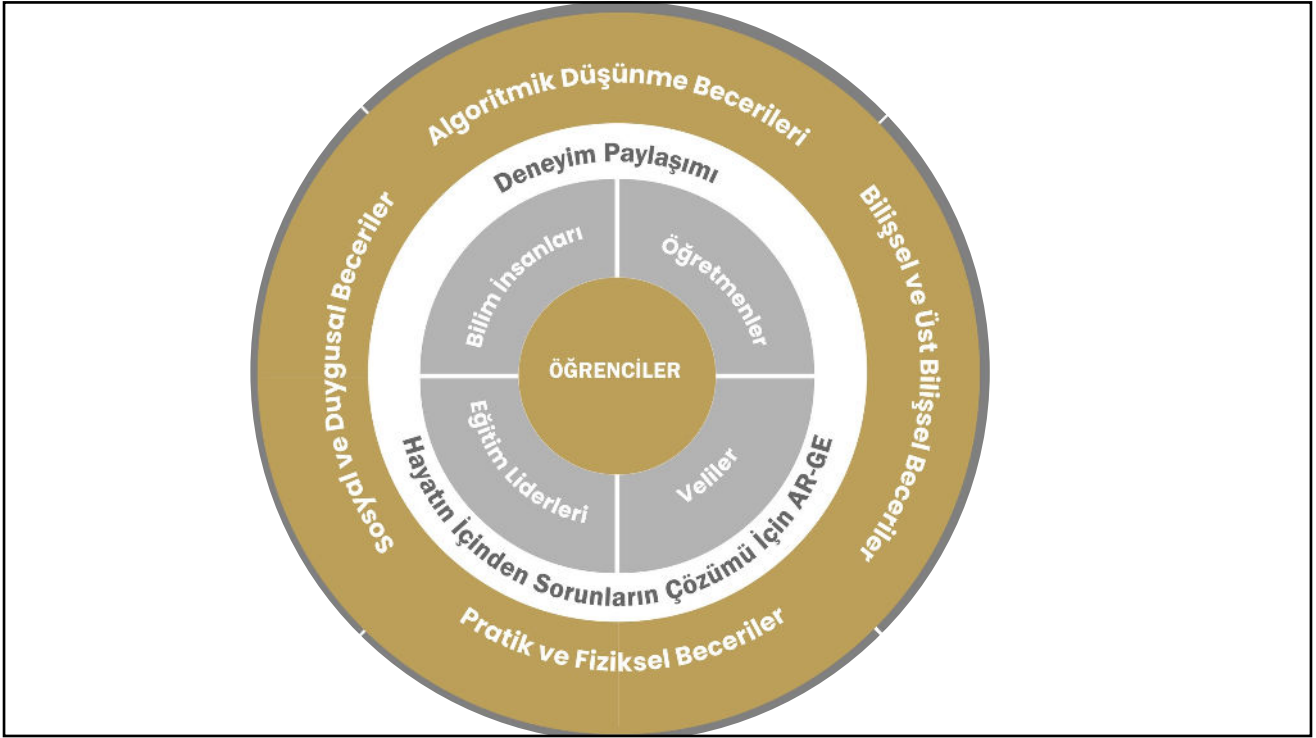 Algoritmik Düşünme Becerileri
Deneyim Paylaşımı
Bilim İnsanları
Öğretmenler
Sosyal ve Duygusal Beceriler
Bilişsel ve Üst Bilişsel Beceriler
ÖĞRENCİLER
Eğitim Liderleri
Veliler
Hayatın İçinden Sorunların Çözümü İçin AR-GE
Pratik ve Fiziksel Beceriler